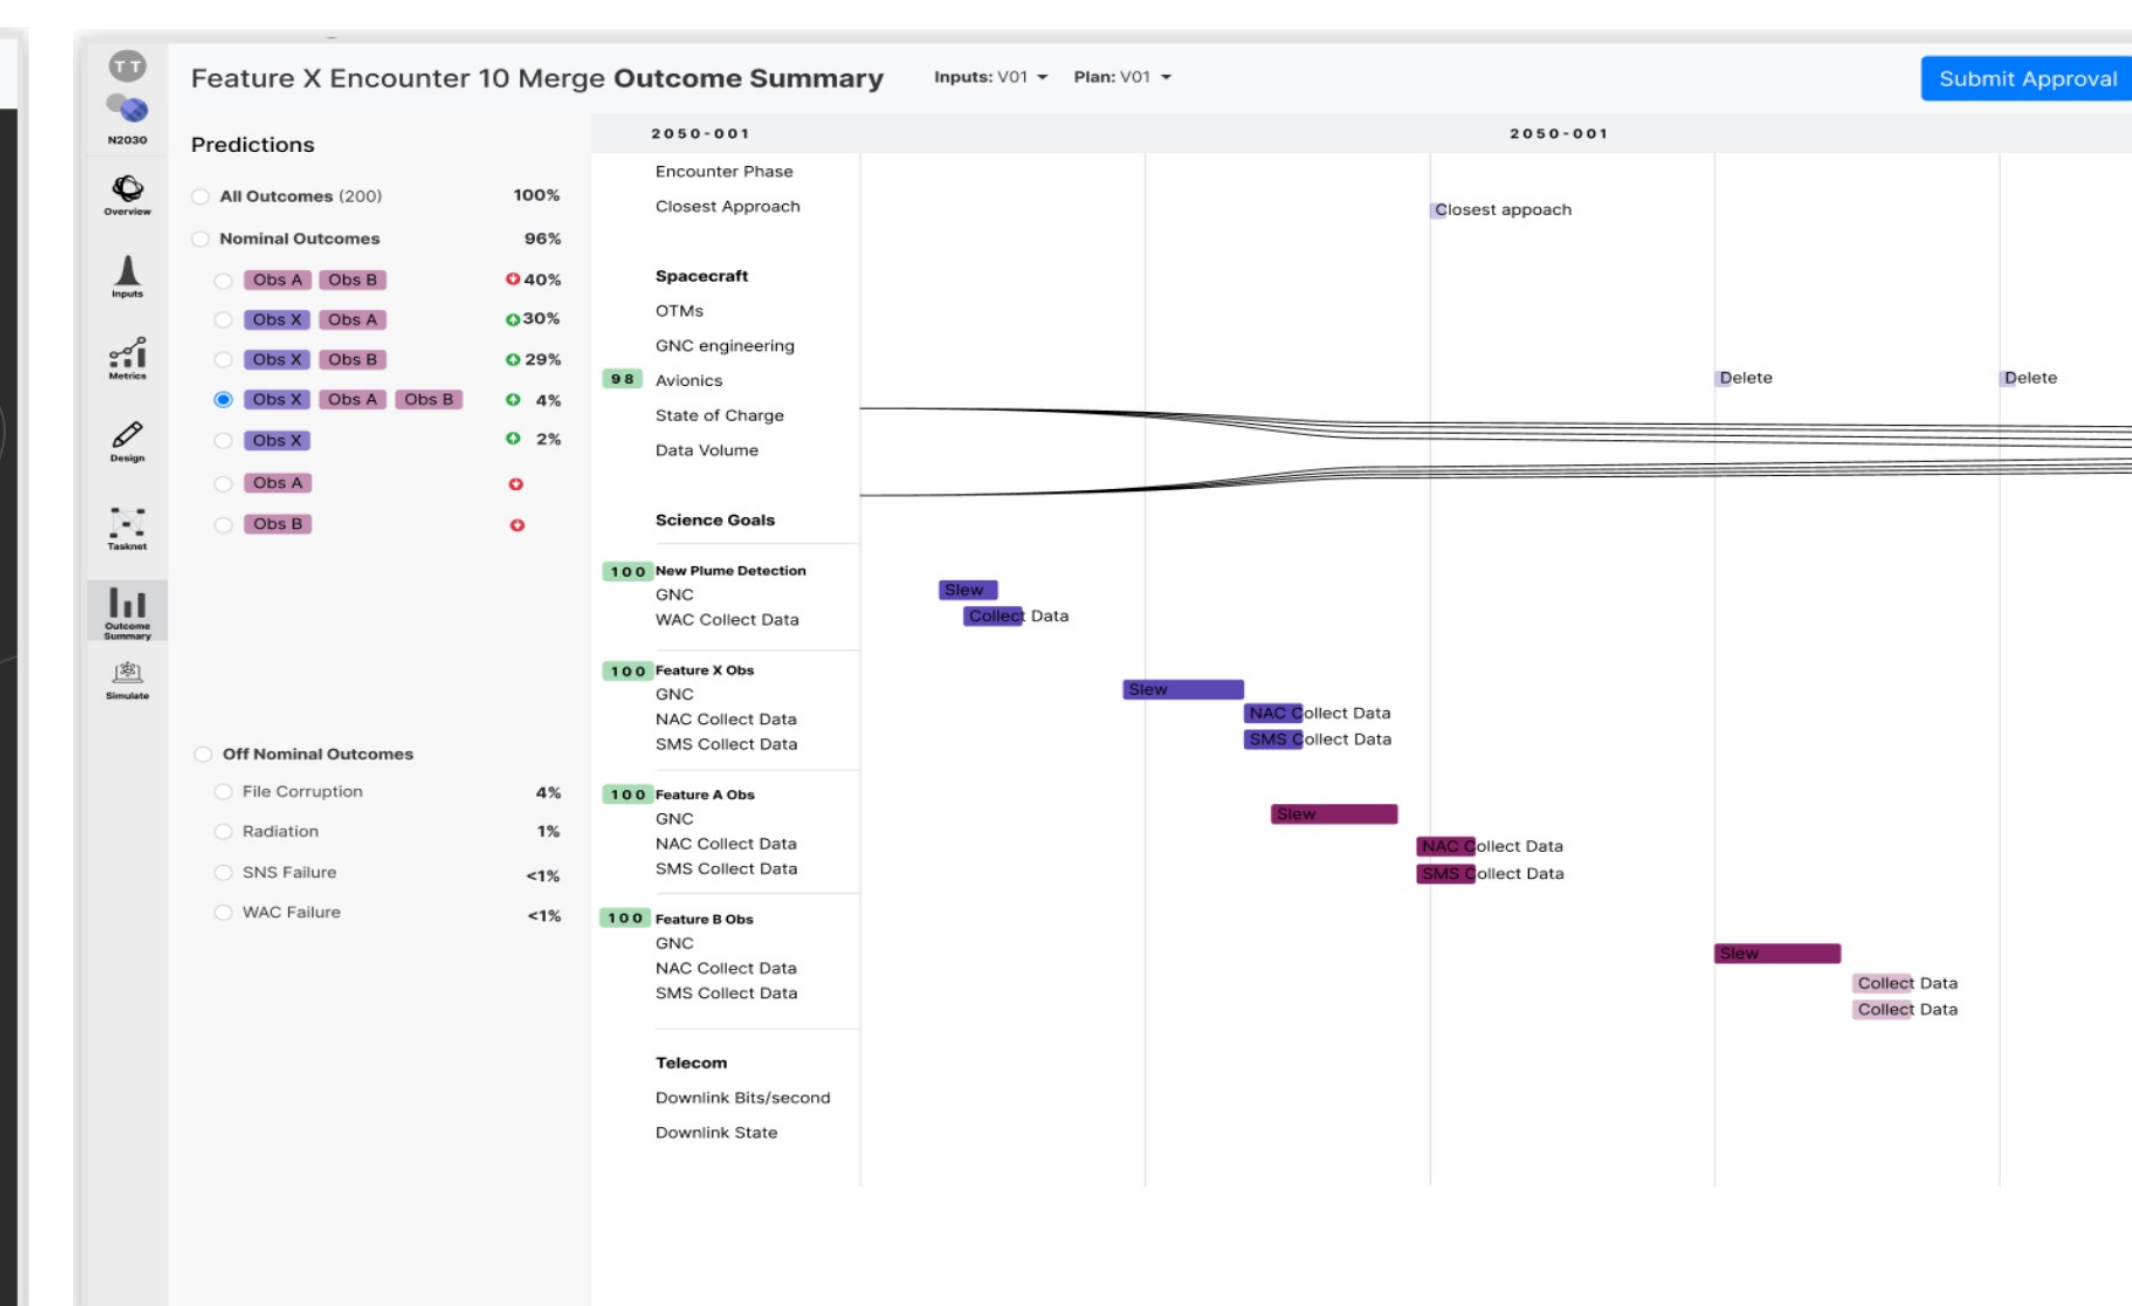 TT
N2030
Overview
Inputs
Metrics
Design
Tasknet
Outcome
Summary
Simulate
Feature X Encounter 10 Merge Outcome Summary
Inputs: V01
Plan: V01
Submit Approval
Predictions
All Outcomes (200) 100%
Nominal Outcomes 96%
Obs A Obs B 40%
Obs X Obs A 30%
Obs X Obs B 29%
Obs X Obs A Obs B 4%
Obs X 2%
Obs A
Obs B
Off Nominal Outcomes
File Corruption 4%
Radiation 1%
SNS Failure <1%
WAC Failure <1%
2050-001 2050-001
Encounter Phase
Closest Approach Closest appoach
Spacecraft
OTMs
GNC engineering
98 Avionics Delete Delete
State of Charge
Data Volume
Science Goals
100 New Plume Detection
GNC Slew
WAC Collect Data Collect Data
100 Feature X Obs
GNC Slew
NAC Collect Data NAC Collect Data
SMS Collect Data SMS Collect Data
100 Feature A Obs
GNC Slew
NAC Collect Data NAC Collect Data
SMS Collect Data SMS Collect Data
100 Feature B Obs
GNC Slew
NAC Collect Data Collect Data
SMS Collect Data Collect Data
Telecom
Downlink Bits/second
Downlink State